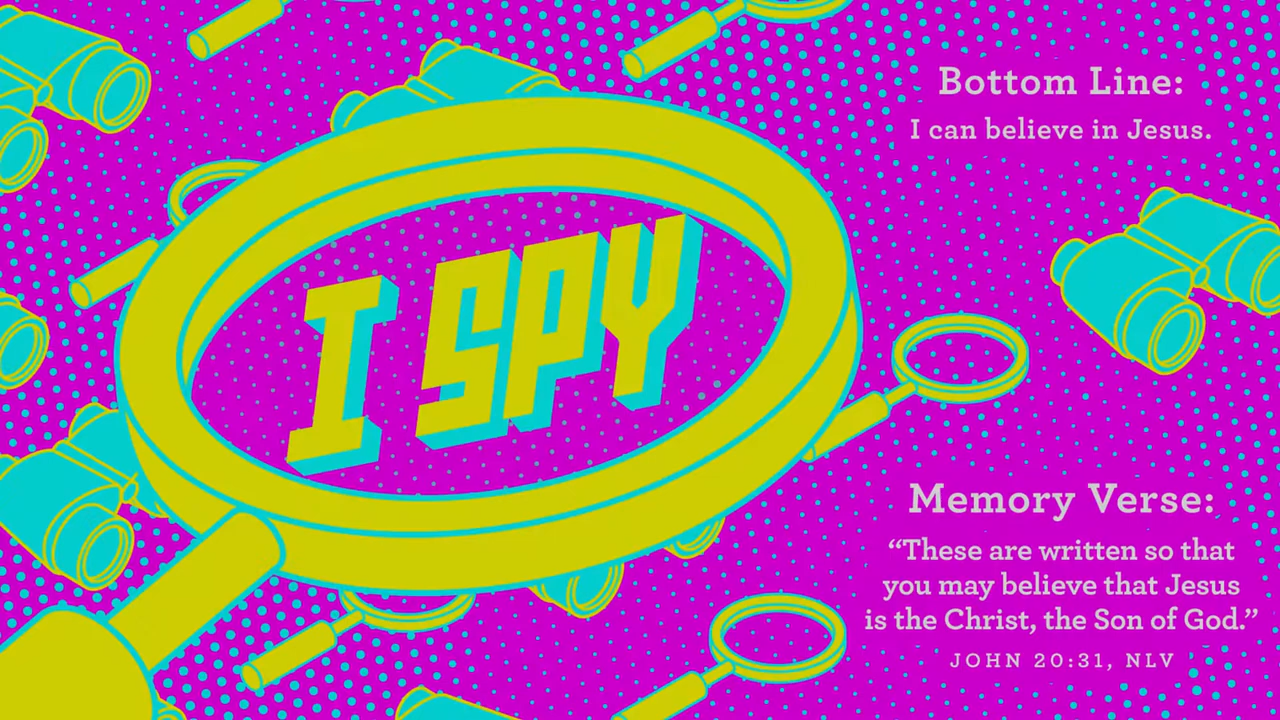 I SPY
Bottom Line:
I can believe in Jesus.
Memory Verse:
“These are written so that
you may believe that Jesus
is the Christ, the Son of God.”
JOHN 20:31, NLV